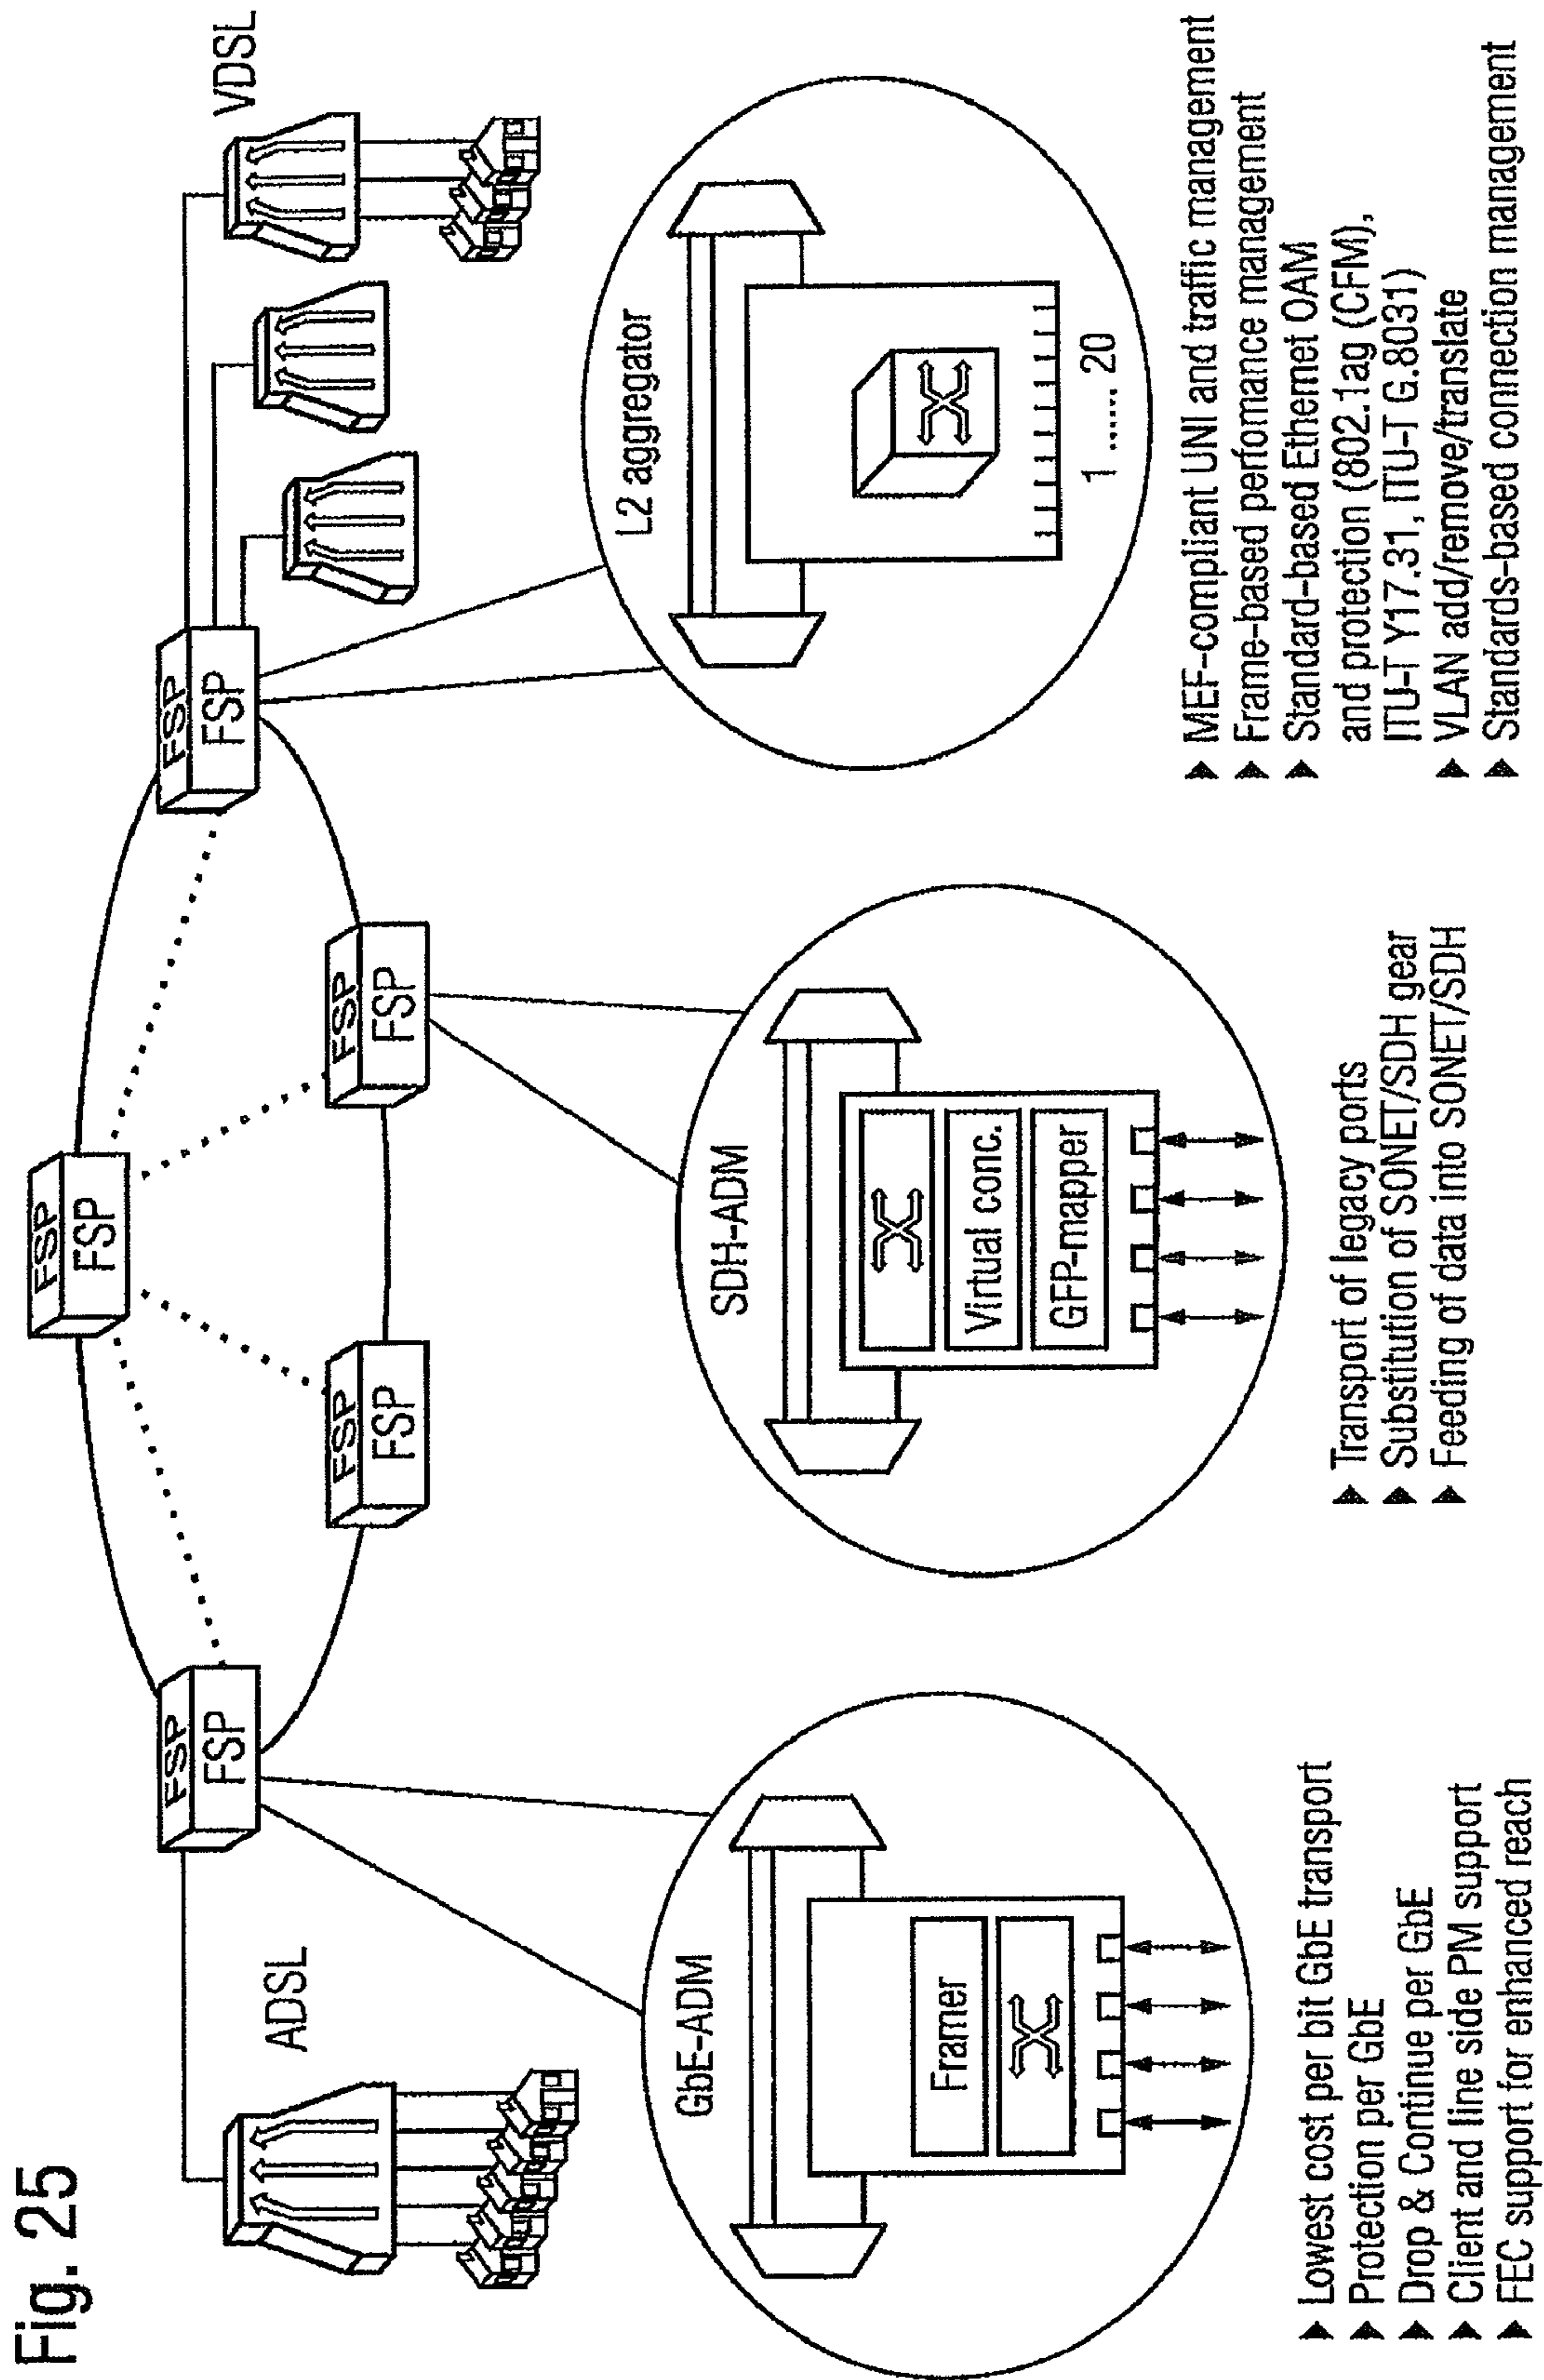 Fig. 25
ADSL
VDSL
FSP
FSP
FSP
FSP
FSP
FSP
FSP
FSP
FSP
FSP
GbE-ADM
Framer
SDH-ADM
Virtual conc.
GFP-mapper
L2 aggregator
1 ...... 20
▶ Lowest cost per bit GbE transport
▶ Protection per GbE
▶ Drop & Continue per GbE
▶ Client and line side PM support
▶ FEC support for enhanced reach
▶ Transport of legacy ports
▶ Substitution of SONET/SDH gear
▶ Feeding of data into SONET/SDH
▶ MEF-compliant UNI and traffic management
▶ Frame-based perfomance management
▶ Standard-based Ethernet OAM
and protection (802.1ag (CFM),
ITU-T Y17.31, ITU-T G.8031)
▶ VLAN add/remove/translate
▶ Standards-based connection management